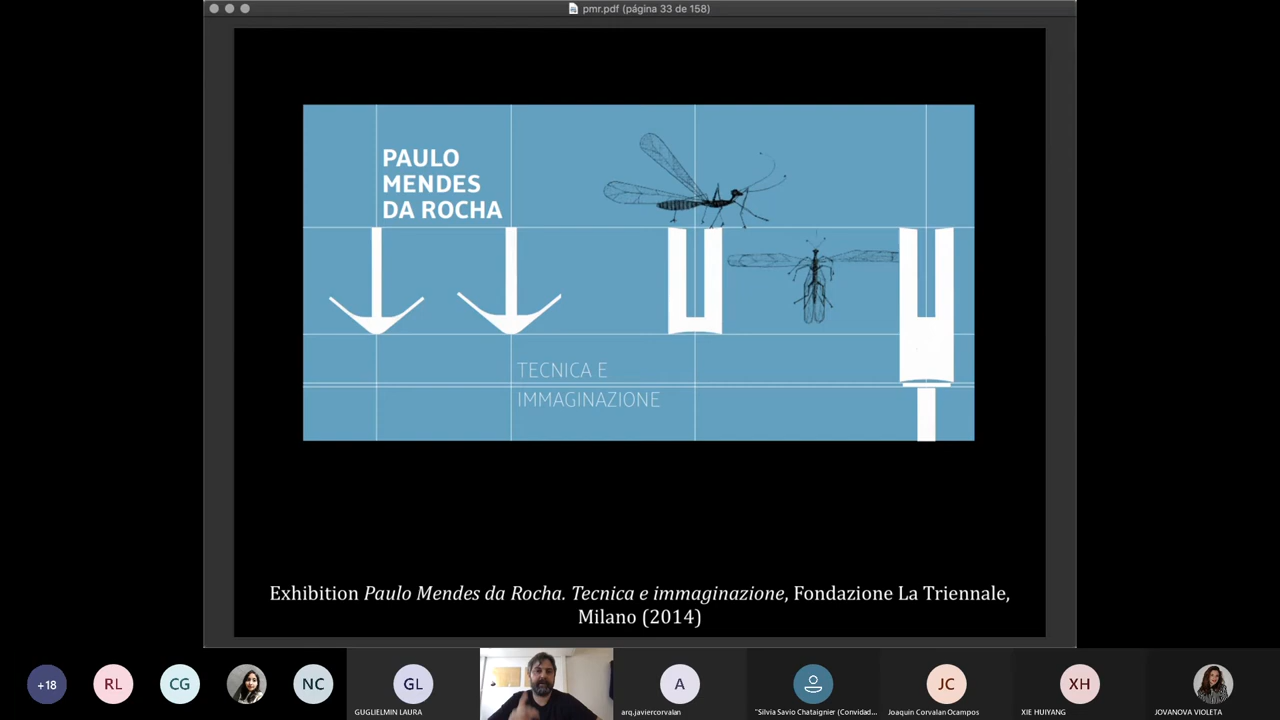 pmr.pdf (página 33 de 158)
PAULO
MENDES
DA ROCHA
TECNICA E
IMMAGINAZIONE
Exhibition Paulo Mendes da Rocha. Tecnica e immaginazione, Fondazione La Triennale,
Milano (2014)
+18
RL
CG
NC
GL
A
JC
XH
GUGLIELMIN LAURA
arq.javiercorvalan
"Silvia Savio Chataignier (Convidad...
Joaquin Corvalan Ocampos
XIE HUIYANG
JOVANOVA VIOLETA